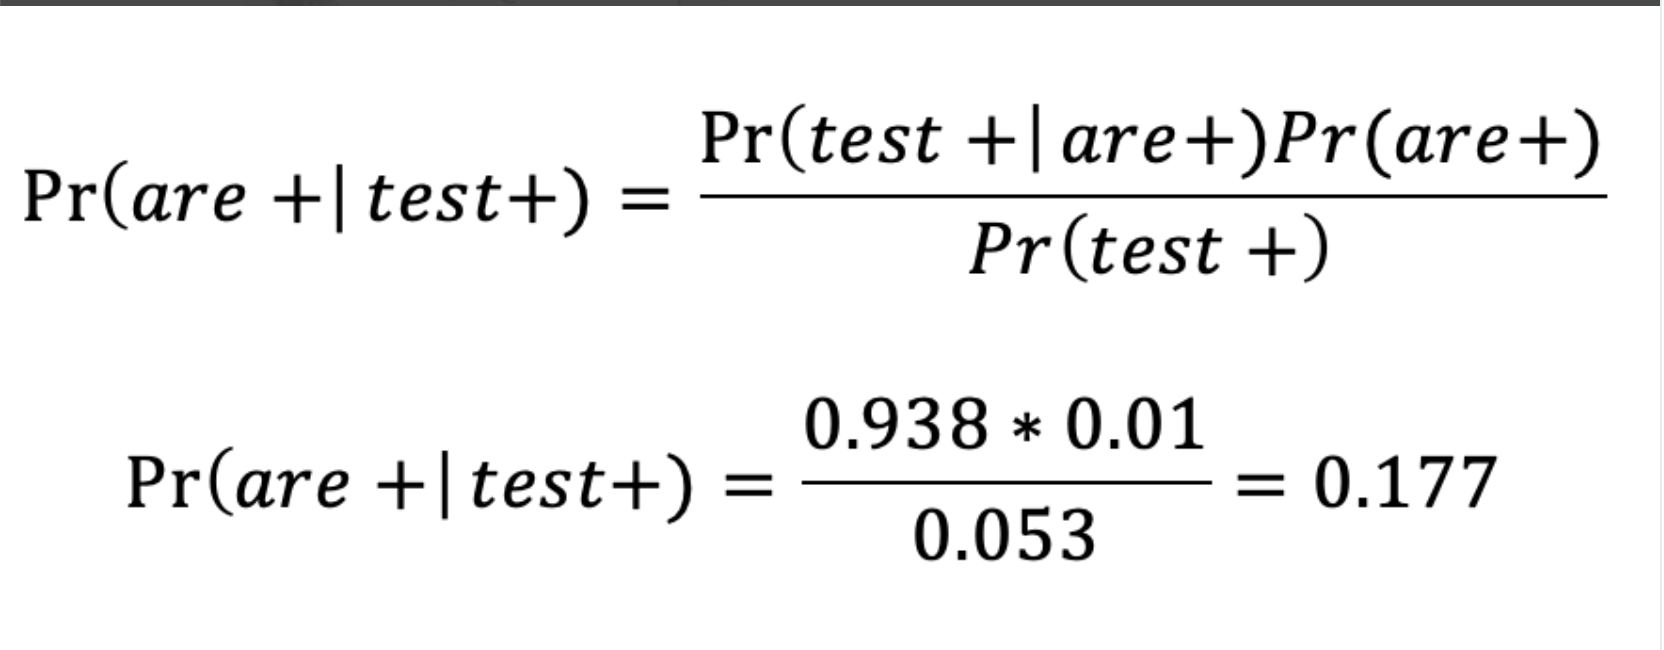 Pr(are +| test+) = Pr(test +| are+)Pr(are+) / Pr(test +)
Pr(are +| test+) = 0.938 * 0.01 / 0.053 = 0.177